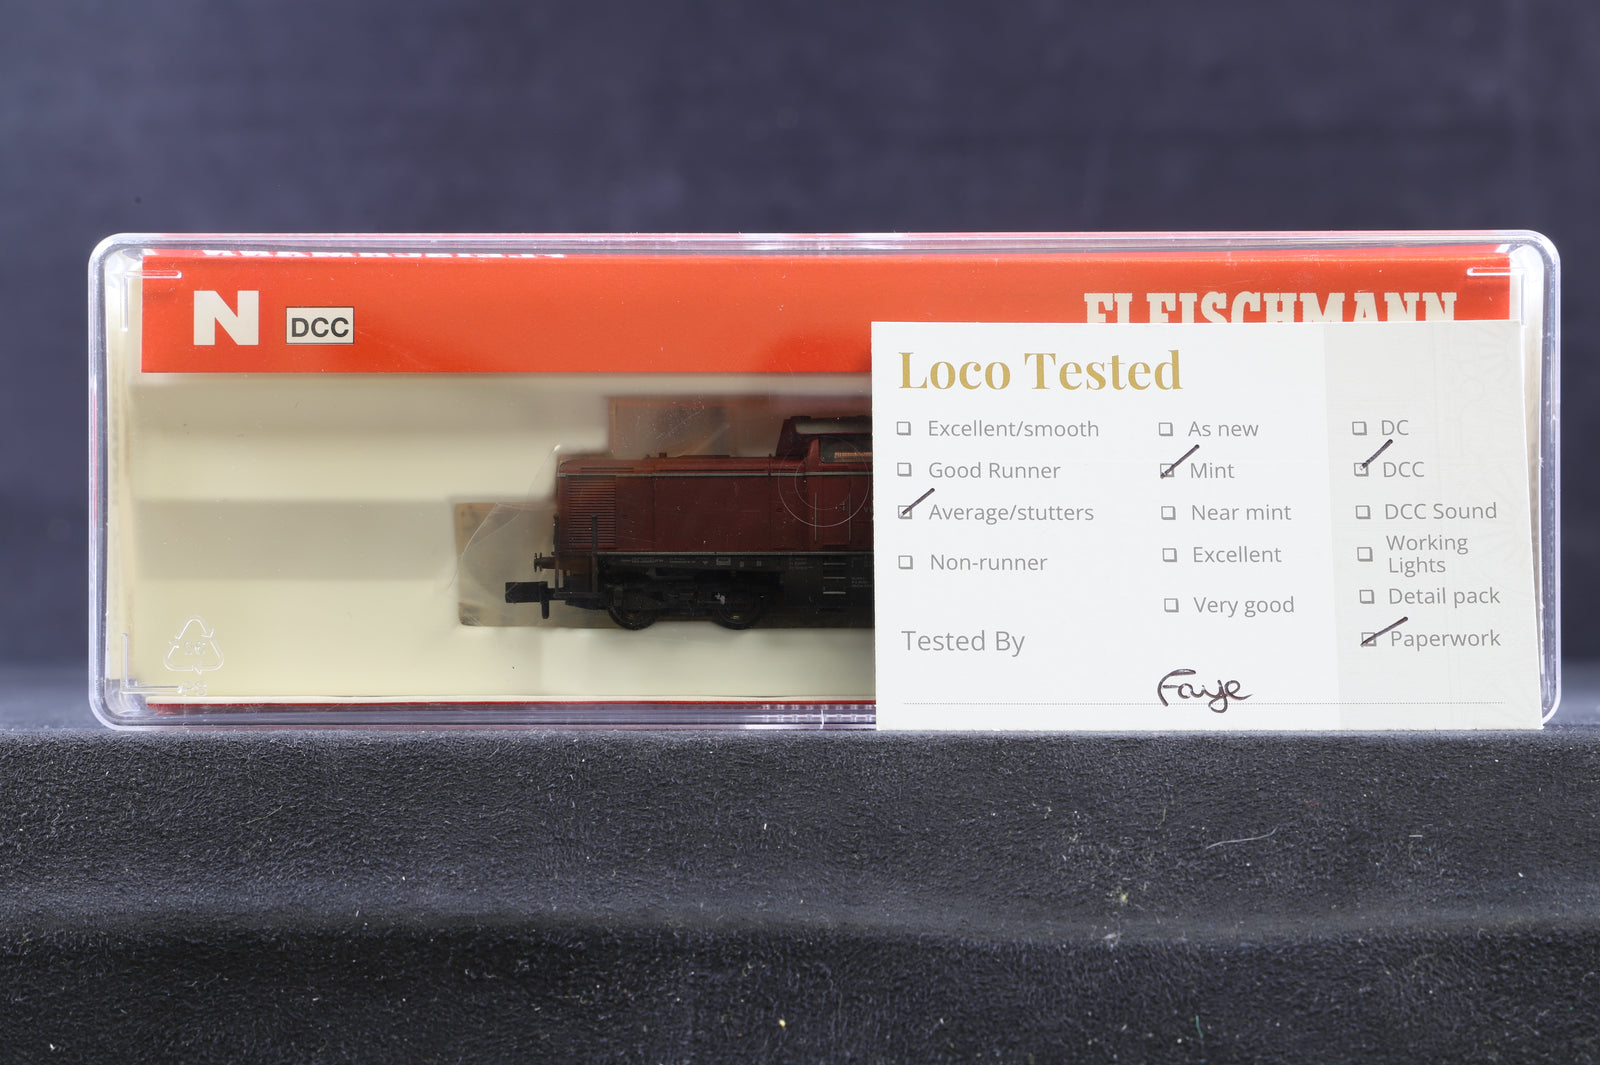 N DCC
FLEISCHMANN
Loco Tested
Excellent/smooth
Good Runner
Average/stutters
Non-runner
As new
Mint
Near mint
Excellent
Very good
DC
DCC
DCC Sound
Working
Lights
Detail pack
Paperwork
Tested By
Faye